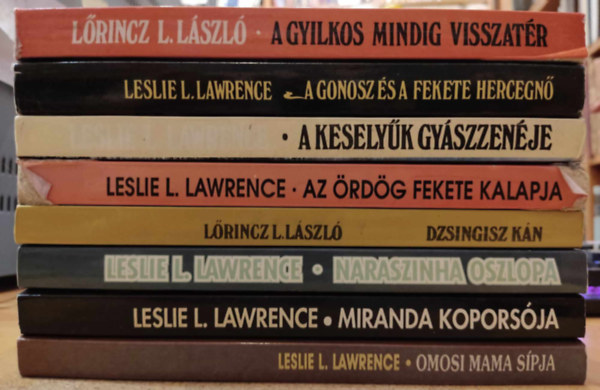 LŐRINCZ L. LÁSZLÓ · A GYILKOS MINDIG VISSZATÉR
LESLIE L. LAWRENCE A GONOSZ ÉS A FEKETE HERCEGNŐ
· A KESELYŰK GYÁSZZENÉJE
LESLIE L. LAWRENCE · AZ ÖRDÖG FEKETE KALAPJA
LŐRINCZ L. LÁSZLÓ DZSINGISZ KÁN
LESLIE L. LAWRENCE · NARASZINHA OSZLOPA
LESLIE L. LAWRENCE · MIRANDA KOPORSÓJA
LESLIE L. LAWRENCE · OMOSI MAMA SÍPJA